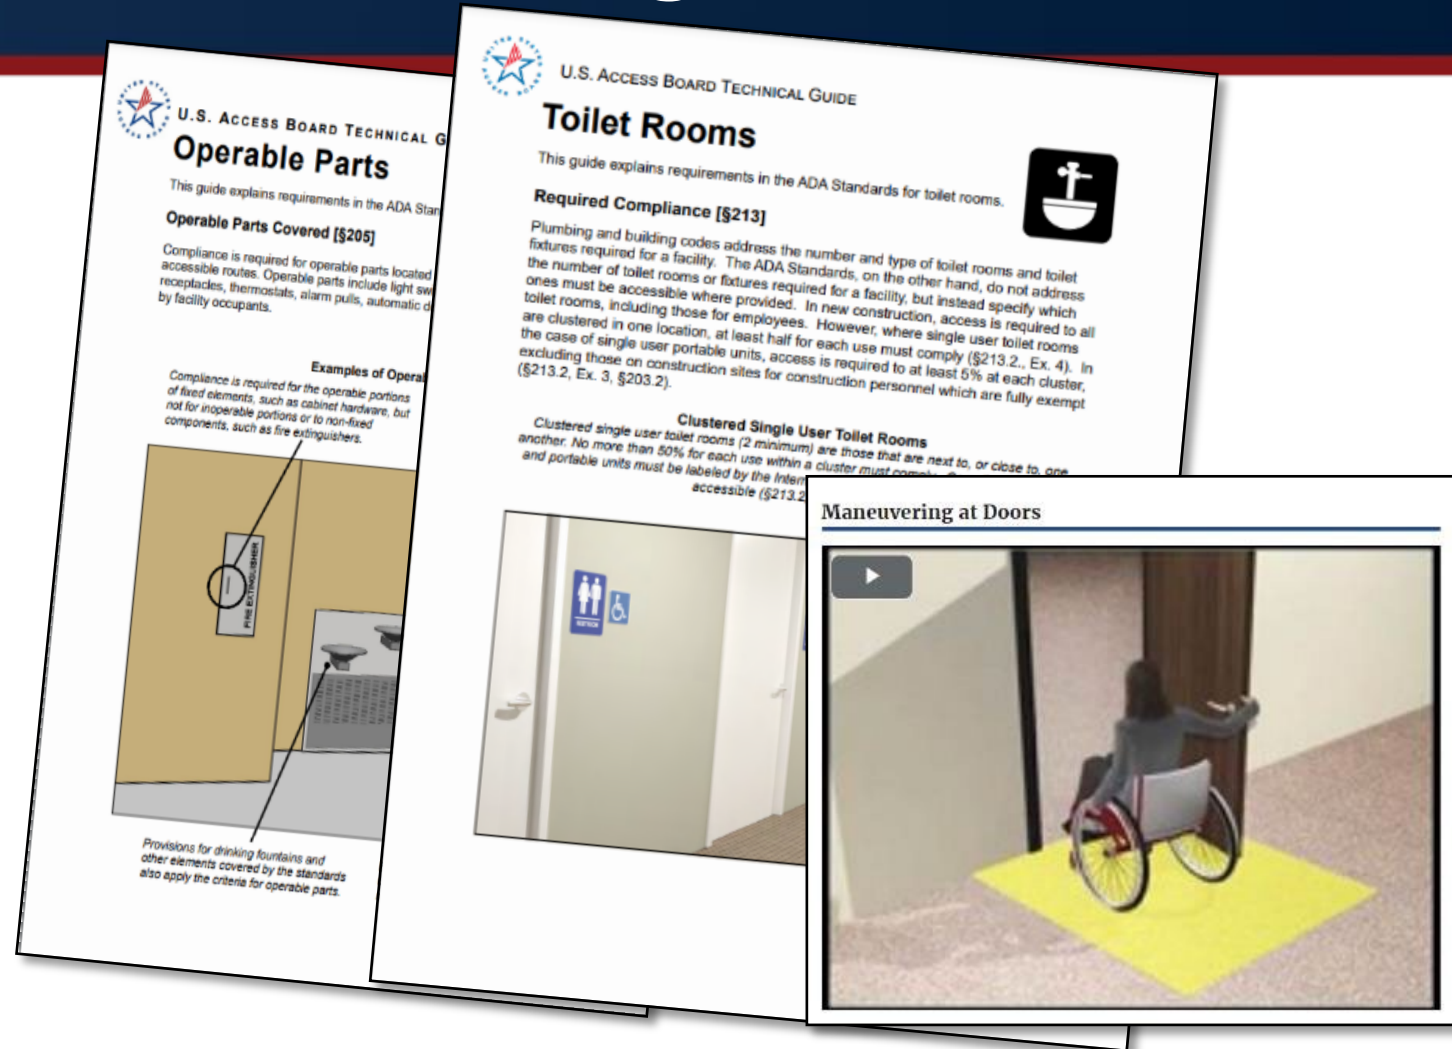 U.S. ACCESS BOARD TECHNICAL G
Operable Parts
This guide explains requirements in the ADA Stan
Operable Parts Covered [§205]
Compliance is required for operable parts located
accessible routes. Operable parts include light sw
receptacles, thermostats, alarm pulls, automatic d
by facility occupants.
Examples of Opera
Compliance is required for the operable portions
of fixed elements, such as cabinet hardware, but
not for inoperable portions or to non-fixed
components, such as fire extinguishers.
FIRE EXTINGUISHER
Provisions for drinking fountains and
other elements covered by the standards
also apply the criteria for operable parts.
U.S. ACCESS BOARD TECHNICAL GUIDE
Toilet Rooms
This guide explains requirements in the ADA Standards for toilet rooms.
Required Compliance [§213]
Plumbing and building codes address the number and type of toilet rooms and toilet
fixtures required for a facility. The ADA Standards, on the other hand, do not address
the number of toilet rooms or fixtures required for a facility, but instead specify which
ones must be accessible where provided. In new construction, access is required to all
toilet rooms, including those for employees. However, where single user toilet rooms
are clustered in one location, at least half for each use must comply (§213.2., Ex. 4). In
the case of single user portable units, access is required to at least 5% at each cluster,
excluding those on construction sites for construction personnel which are fully exempt
(§213.2, Ex. 3, §203.2).
Clustered Single User Toilet Rooms
Clustered single user toilet rooms (2 minimum) are those that are next to, or close to, one
another. No more than 50% for each use within a cluster must comply.
and portable units must be labeled by the Intern
accessible (§213.2
Maneuvering at Doors